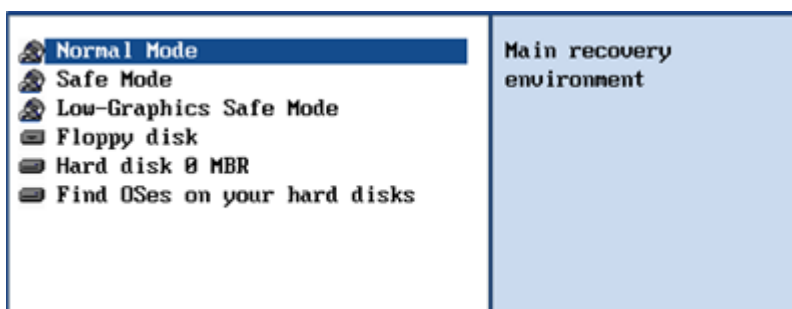 Normal Mode
Safe Mode
Low-Graphics Safe Mode
Floppy disk
Hard disk 0 MBR
Find OSes on your hard disks
Main recovery
environment